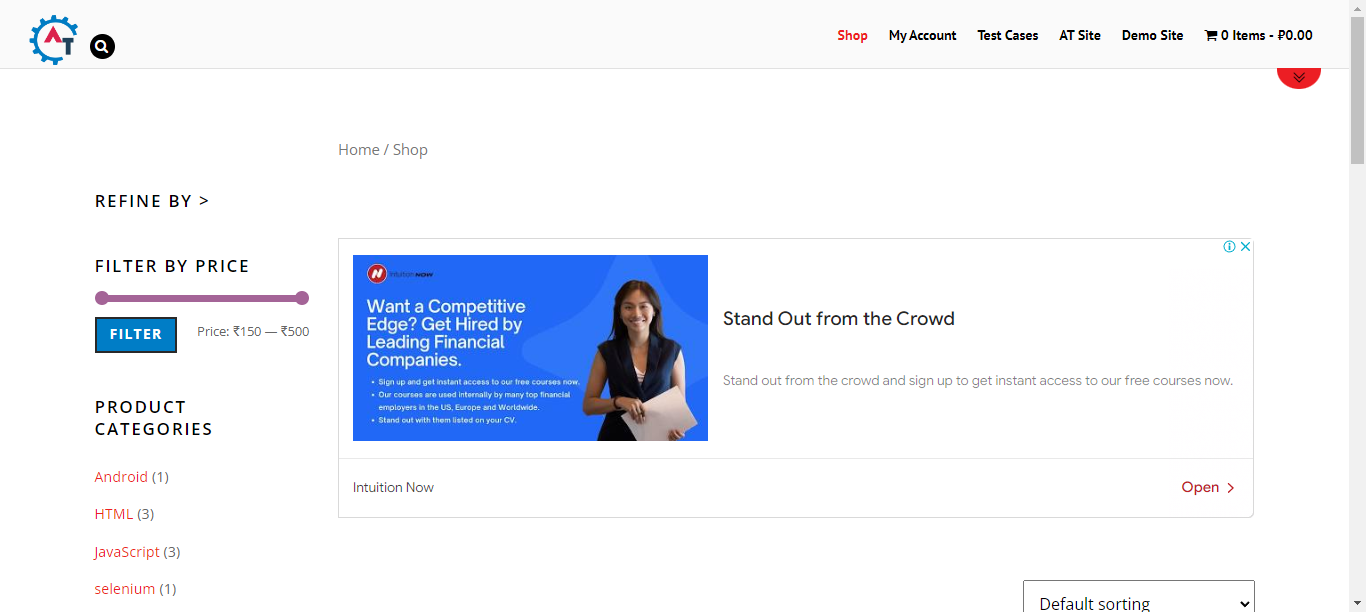 AT
Shop
My Account
Test Cases
AT Site
Demo Site
0 Items - ₽0.00
Home / Shop
REFINE BY >
FILTER BY PRICE
FILTER
Price: ₹150 — ₹500
PRODUCT
CATEGORIES
Android (1)
HTML (3)
JavaScript (3)
selenium (1)
N Intuition NOW
Want a Competitive
Edge? Get Hired by
Leading Financial
Companies.
• Sign up and get instant access to our free courses now.
• Our courses are used internally by many top financial
employers in the US, Europe and Worldwide.
• Stand out with them listed on your CV.
Stand Out from the Crowd
Stand out from the crowd and sign up to get instant access to our free courses now.
Intuition Now
Open >
Default sorting